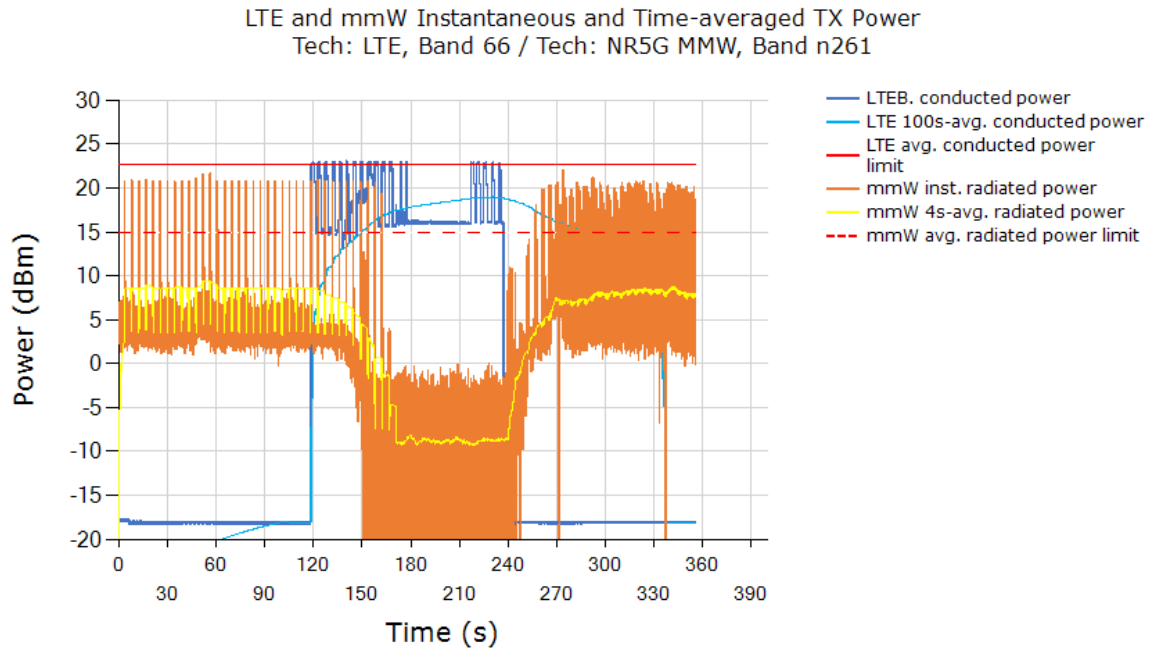 LTE and mmW Instantaneous and Time-averaged TX Power
Tech: LTE, Band 66 / Tech: NR5G MMW, Band n261
30
25
20
15
10
5
0
-5
-10
-15
-20
Power (dBm)
0 60 120 180 240 300 360
30 90 150 210 270 330 390
Time (s)
LTEB. conducted power
LTE 100s-avg. conducted power
LTE avg. conducted power
limit
mmW inst. radiated power
mmW 4s-avg. radiated power
mmW avg. radiated power limit